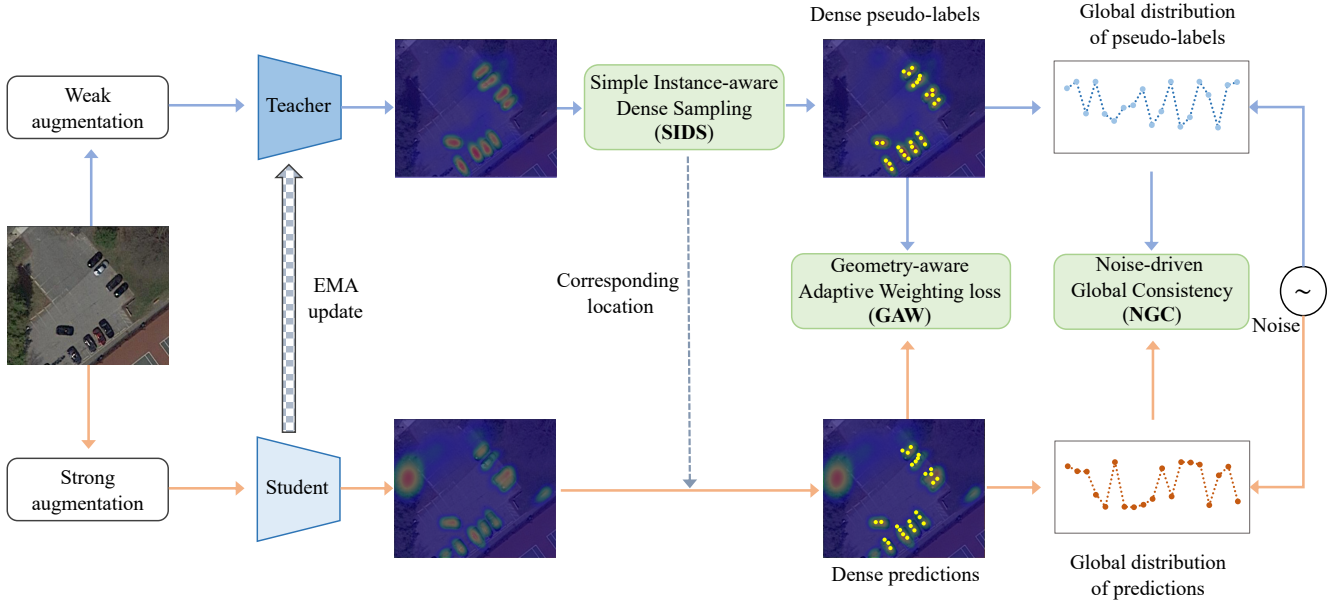 Dense pseudo-labels
Global distribution
of pseudo-labels
Weak
augmentation
Teacher
Simple Instance-aware
Dense Sampling
(SIDS)
EMA
update
Corresponding
location
Geometry-aware
Adaptive Weighting loss
(GAW)
Noise-driven
Global Consistency
(NGC)
~
Noise
Strong
augmentation
Student
Dense predictions
Global distribution
of predictions